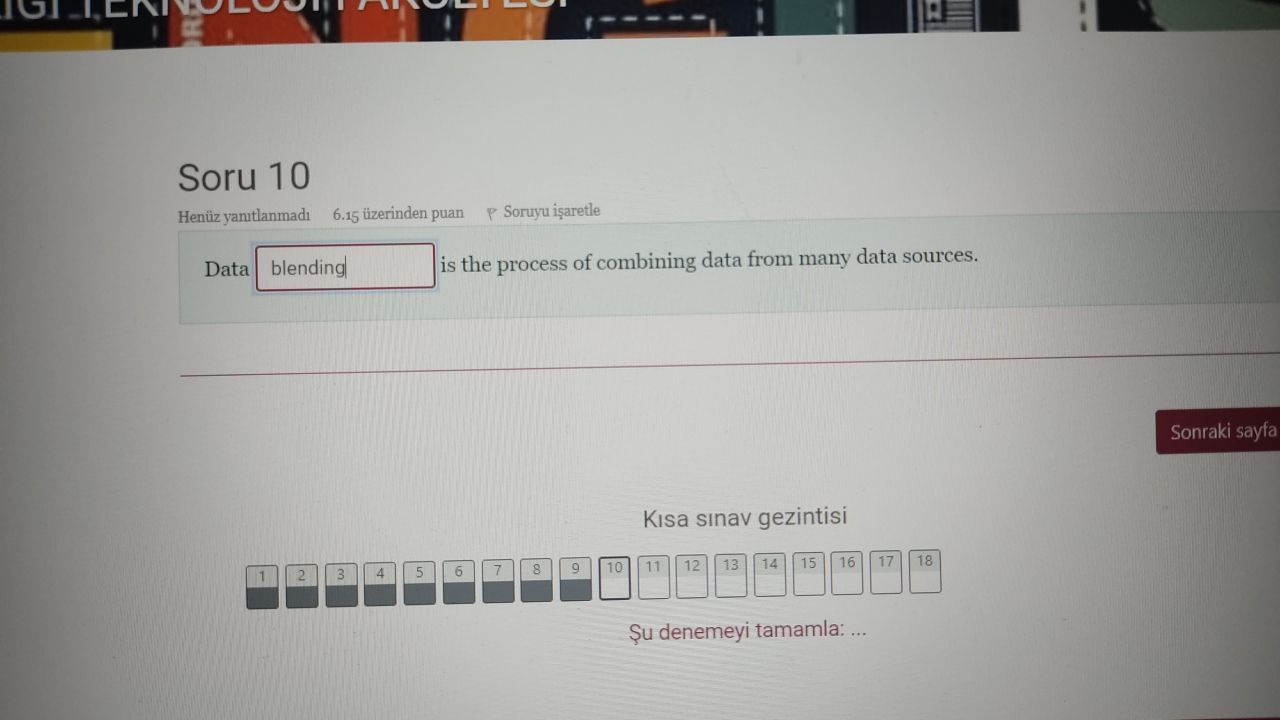 TEKNOLOJİ FAKÜLTESİ
Soru 10
Henüz yanıtlanmadı 6.15 üzerinden puan Soruyu işaretle
Data blending is the process of combining data from many data sources.
Sonraki sayfa
Kısa sınav gezintisi
1 2 3 4 5 6 7 8 9 10 11 12 13 14 15 16 17 18
Şu denemeyi tamamla: ...